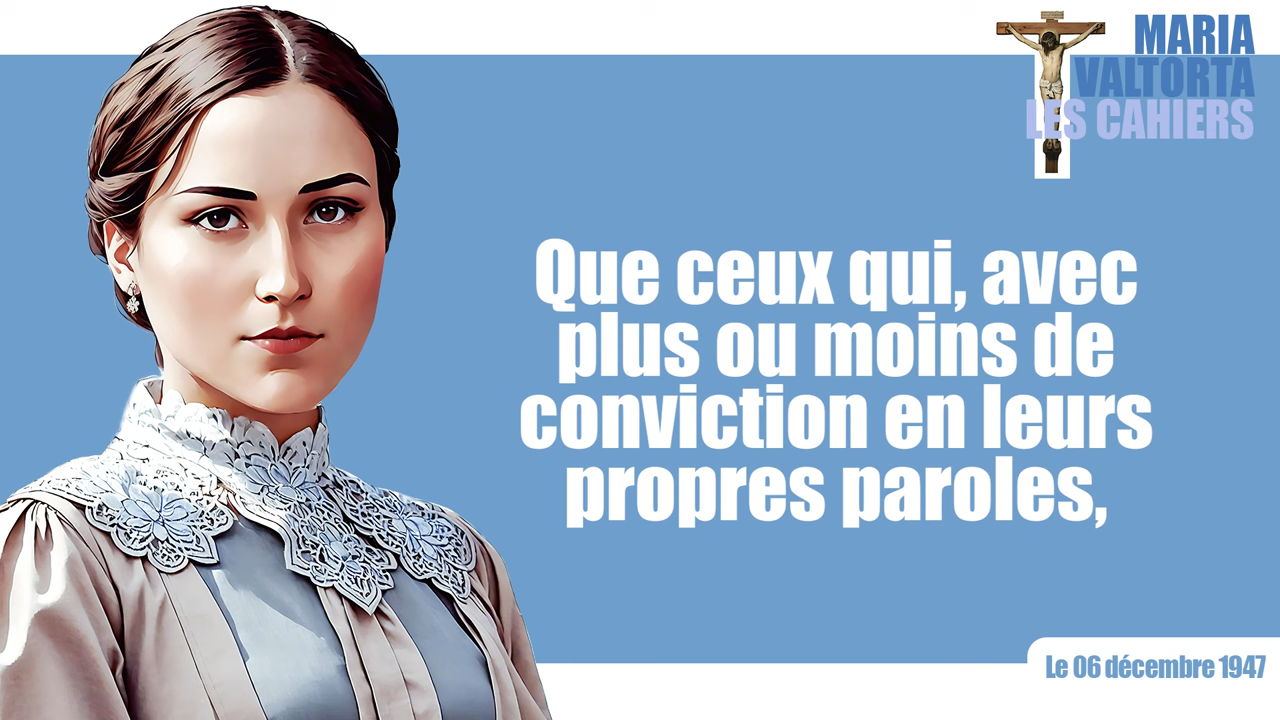 MARIA
VALTORTA
LES CAHIERS
Que ceux qui, avec
plus ou moins de
conviction en leurs
propres paroles,
Le 06 décembre 1947